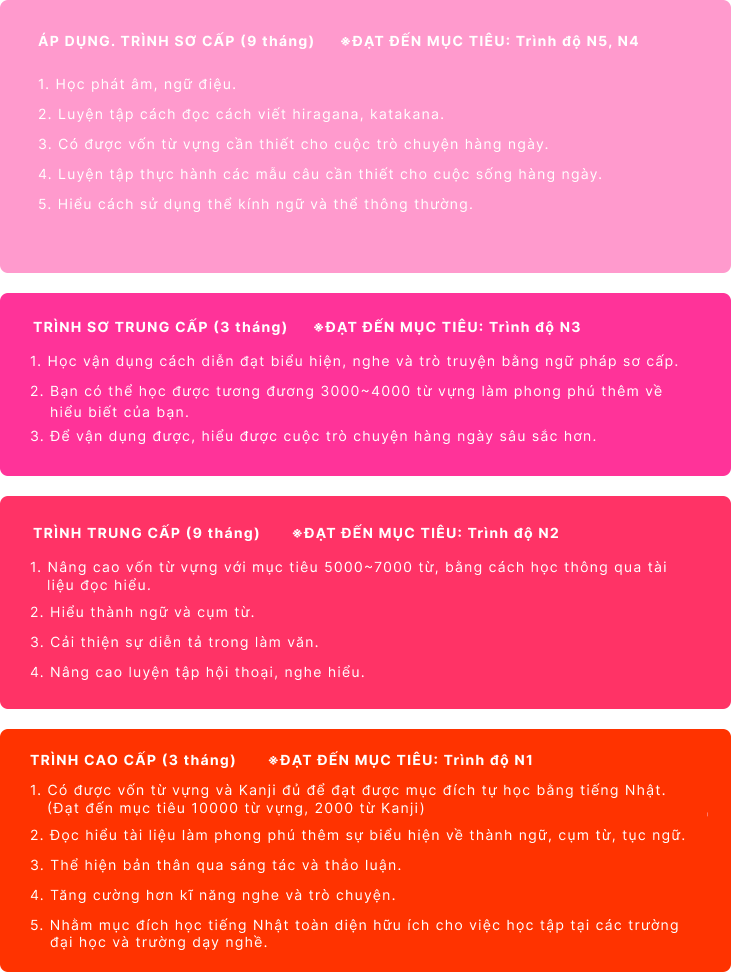 ÁP DỤNG. TRÌNH SƠ CẤP (9 tháng) ※ĐẠT ĐẾN MỤC TIÊU: Trình độ N5, N4
1. Học phát âm, ngữ điệu.
2. Luyện tập cách đọc cách viết hiragana, katakana.
3. Có được vốn từ vựng cần thiết cho cuộc trò chuyện hàng ngày.
4. Luyện tập thực hành các mẫu câu cần thiết cho cuộc sống hàng ngày.
5. Hiểu cách sử dụng thể kính ngữ và thể thông thường.
TRÌNH SƠ TRUNG CẤP (3 tháng) ※ĐẠT ĐẾN MỤC TIÊU: Trình độ N3
1. Học vận dụng cách diễn đạt biểu hiện, nghe và trò truyện bằng ngữ pháp sơ cấp.
2. Bạn có thể học được tương đương 3000~4000 từ vựng làm phong phú thêm về
hiểu biết của bạn.
3. Để vận dụng được, hiểu được cuộc trò chuyện hàng ngày sâu sắc hơn.
TRÌNH TRUNG CẤP (9 tháng) ※ĐẠT ĐẾN MỤC TIÊU: Trình độ N2
1. Nâng cao vốn từ vựng với mục tiêu 5000~7000 từ, bằng cách học thông qua tài
liệu đọc hiểu.
2. Hiểu thành ngữ và cụm từ.
3. Cải thiện sự diễn tả trong làm văn.
4. Nâng cao luyện tập hội thoại, nghe hiểu.
TRÌNH CAO CẤP (3 tháng) ※ĐẠT ĐẾN MỤC TIÊU: Trình độ N1
1. Có được vốn từ vựng và Kanji đủ để đạt được mục đích tự học bằng tiếng Nhật.
(Đạt đến mục tiêu 10000 từ vựng, 2000 từ Kanji)
2. Đọc hiểu tài liệu làm phong phú thêm sự biểu hiện về thành ngữ, cụm từ, tục ngữ.
3. Thể hiện bản thân qua sáng tác và thảo luận.
4. Tăng cường hơn kĩ năng nghe và trò chuyện.
5. Nhằm mục đích học tiếng Nhật toàn diện hữu ích cho việc học tập tại các trường
đại học và trường dạy nghề.